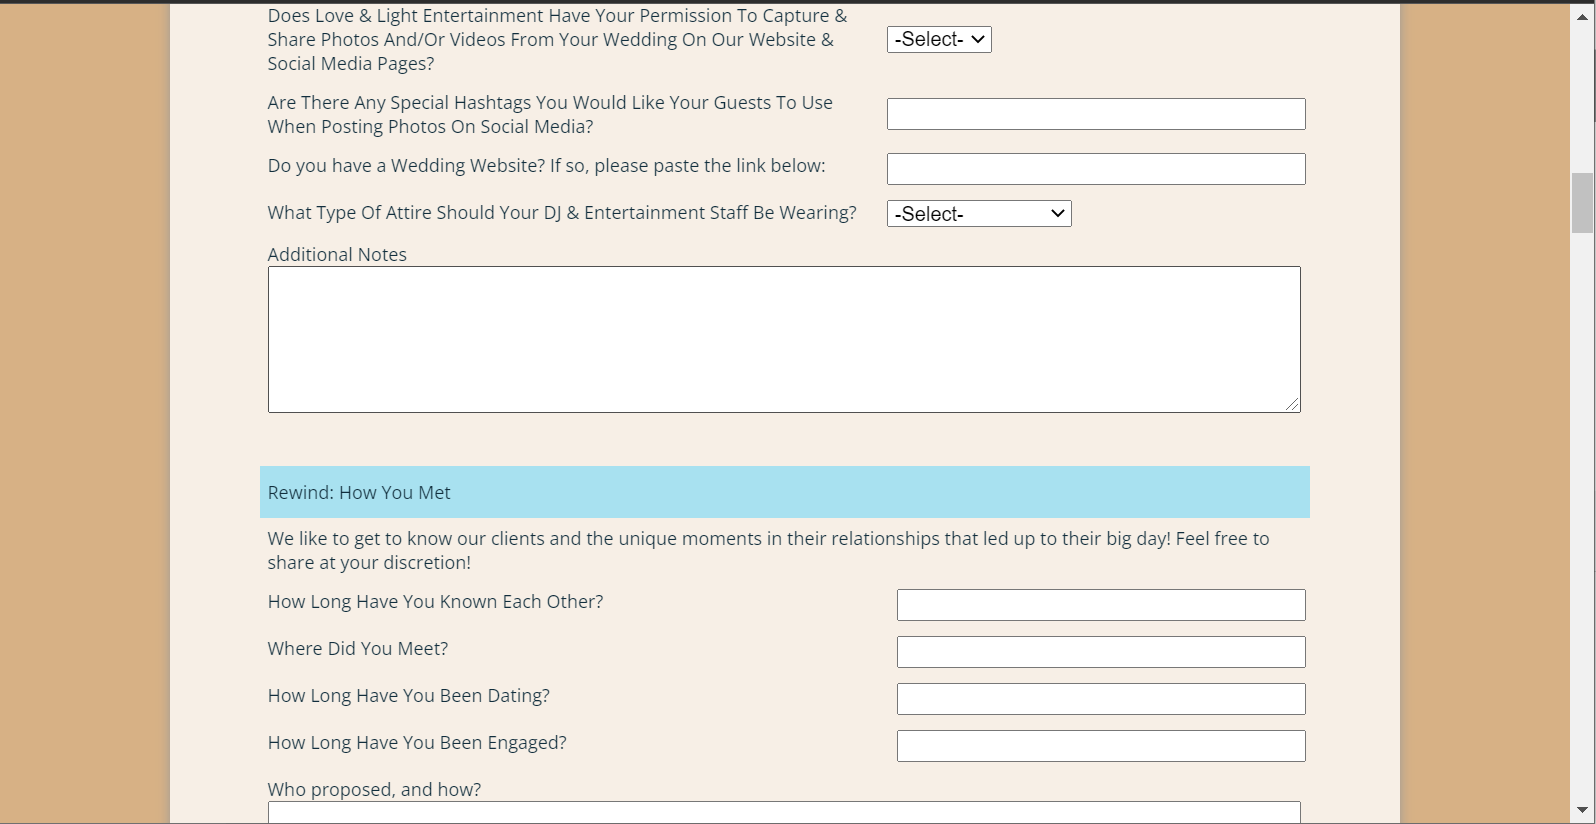 Does Love & Light Entertainment Have Your Permission To Capture &
Share Photos And/Or Videos From Your Wedding On Our Website &
Social Media Pages?
-Select-
Are There Any Special Hashtags You Would Like Your Guests To Use
When Posting Photos On Social Media?
Do you have a Wedding Website? If so, please paste the link below:
What Type Of Attire Should Your DJ & Entertainment Staff Be Wearing?
-Select-
Additional Notes
Rewind: How You Met
We like to get to know our clients and the unique moments in their relationships that led up to their big day! Feel free to
share at your discretion!
How Long Have You Known Each Other?
Where Did You Meet?
How Long Have You Been Dating?
How Long Have You Been Engaged?
Who proposed, and how?